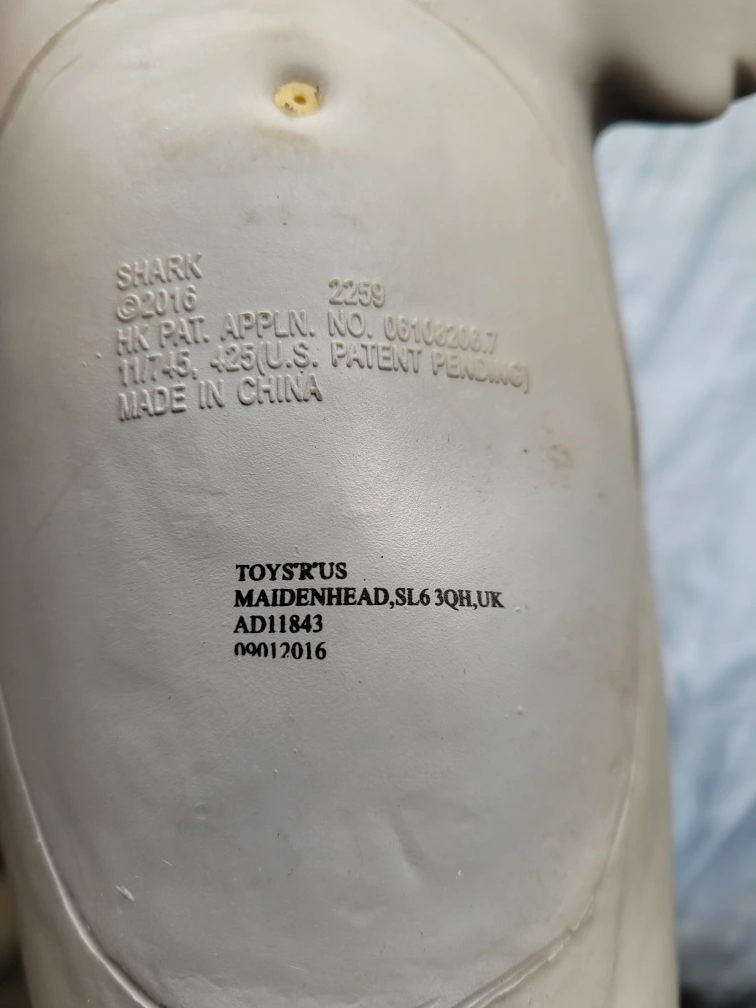 SHARK
©2016 2259
HK PAT. APPLN. NO. 06108206.7
11/745, 425(U.S. PATENT PENDING)
MADE IN CHINA
TOYS"R"US
MAIDENHEAD,SL6 3QH,UK
AD11843
09012016